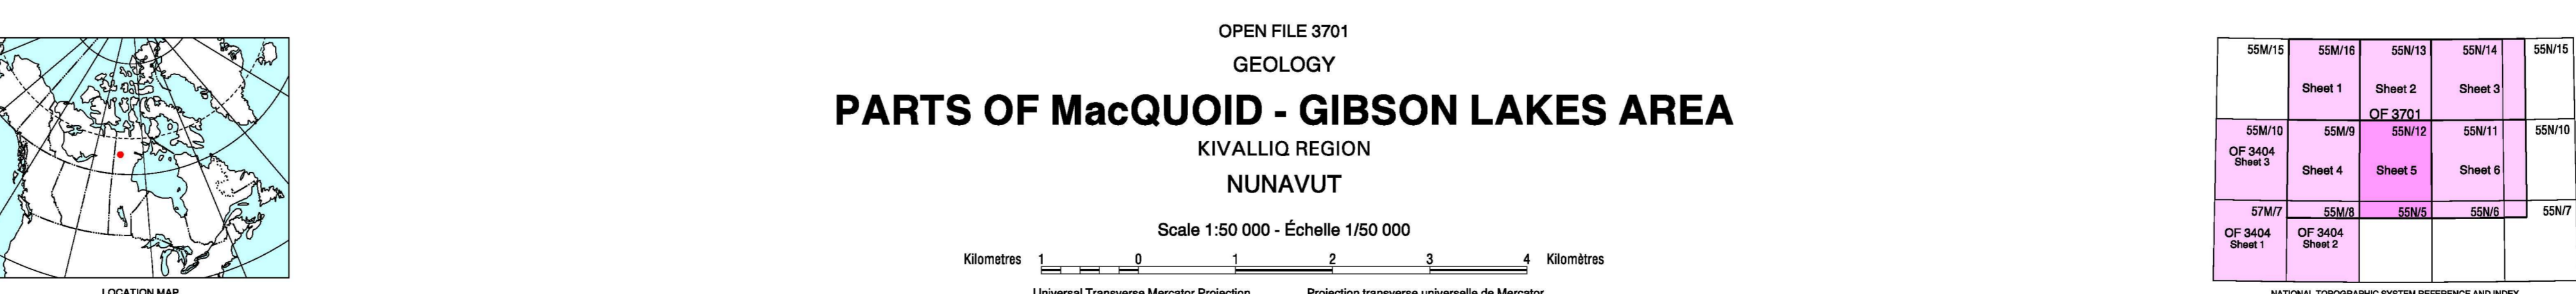 OPEN FILE 3701
GEOLOGY
PARTS OF MacQUOID - GIBSON LAKES AREA
KIVALLIQ REGION
NUNAVUT
Scale 1:50 000 - Échelle 1/50 000
Kilometres 1 0 1 2 3 4 Kilomètres
Universal Transverse Mercator Projection Projection transverse universelle de Mercator
LOCATION MAP
55M/15 55M/16 55N/13 55N/14 55N/15
Sheet 1 Sheet 2 Sheet 3
OF 3701
55M/10 55M/9 55N/12 55N/11 55N/10
OF 3404
Sheet 3
Sheet 4 Sheet 5 Sheet 6
57M/7 55M/8 55N/5 55N/6 55N/7
OF 3404 OF 3404
Sheet 1 Sheet 2
NATIONAL TOPOGRAPHIC SYSTEM REFERENCE AND INDEX